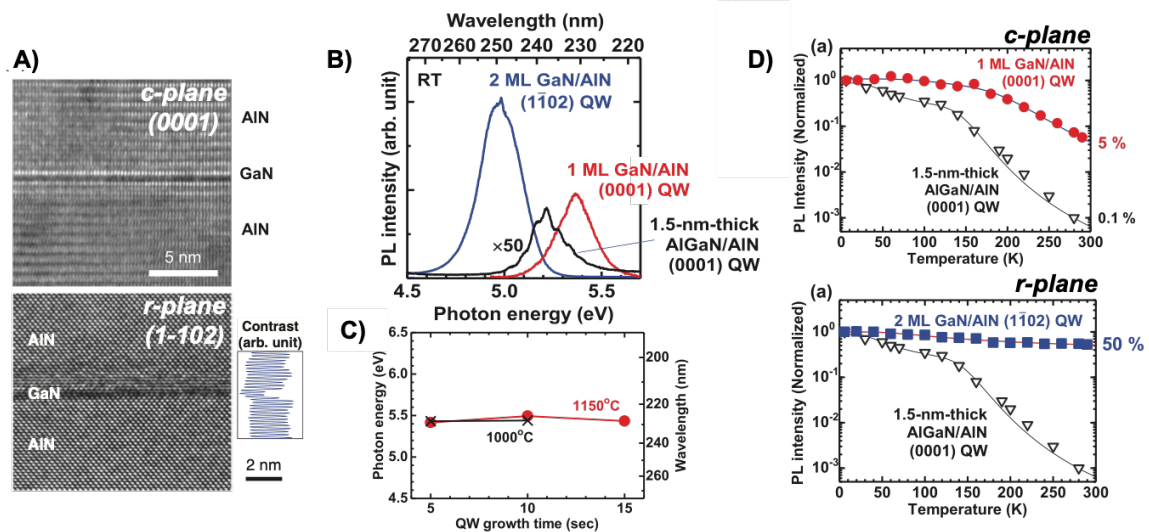 A)
c-plane
(0001)
AlN
GaN
AlN
5 nm
r-plane
(1-102)
AlN
GaN
AlN
Contrast
(arb. unit)
2 nm
B)
Wavelength (nm)
270 260 250 240 230 220
RT
2 ML GaN/AlN
(11̄02) QW
1 ML GaN/AlN
(0001) QW
×50
1.5-nm-thick
AlGaN/AlN
(0001) QW
PL intensity (arb. unit)
4.5 5.0 5.5
Photon energy (eV)
C)
6.5
6.0
5.5
5.0
4.5
Photon energy (eV)
1150°C
1000°C
200
220
240
260
Wavelength (nm)
5 10 15
QW growth time (sec)
D)
c-plane
(a)
1 ML GaN/AlN
(0001) QW
10⁰
10⁻¹
10⁻²
10⁻³
PL Intensity (Normalized)
5 %
1.5-nm-thick
AlGaN/AlN
(0001) QW
0.1 %
0 50 100 150 200 250 300
Temperature (K)
r-plane
(a)
2 ML GaN/AlN (11̄02) QW
10⁰
10⁻¹
10⁻²
10⁻³
PL intensity (Normalized)
50 %
1.5-nm-thick
AlGaN/AlN
(0001) QW
0 50 100 150 200 250 300
Temperature (K)